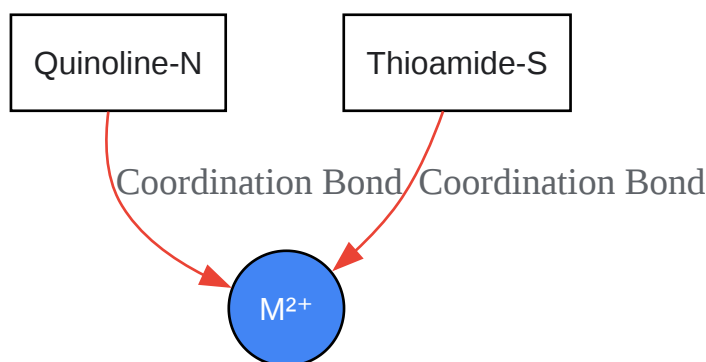 Quinoline-N
Thioamide-S
Coordination Bond
Coordination Bond
M²⁺